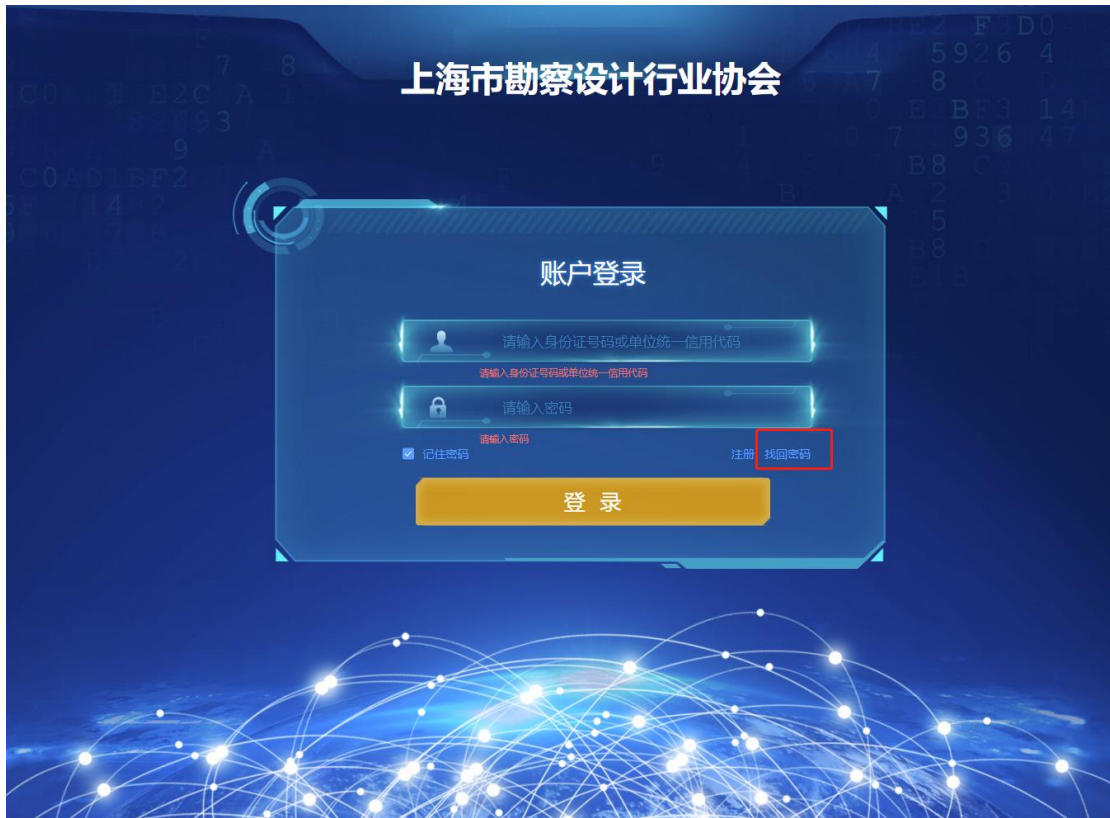 上海市勘察设计行业协会
账户登录
请输入身份证号码或单位统一信用代码
请输入身份证号码或单位统一信用代码
请输入密码
请输入密码
记住密码 注册 找回密码
登 录